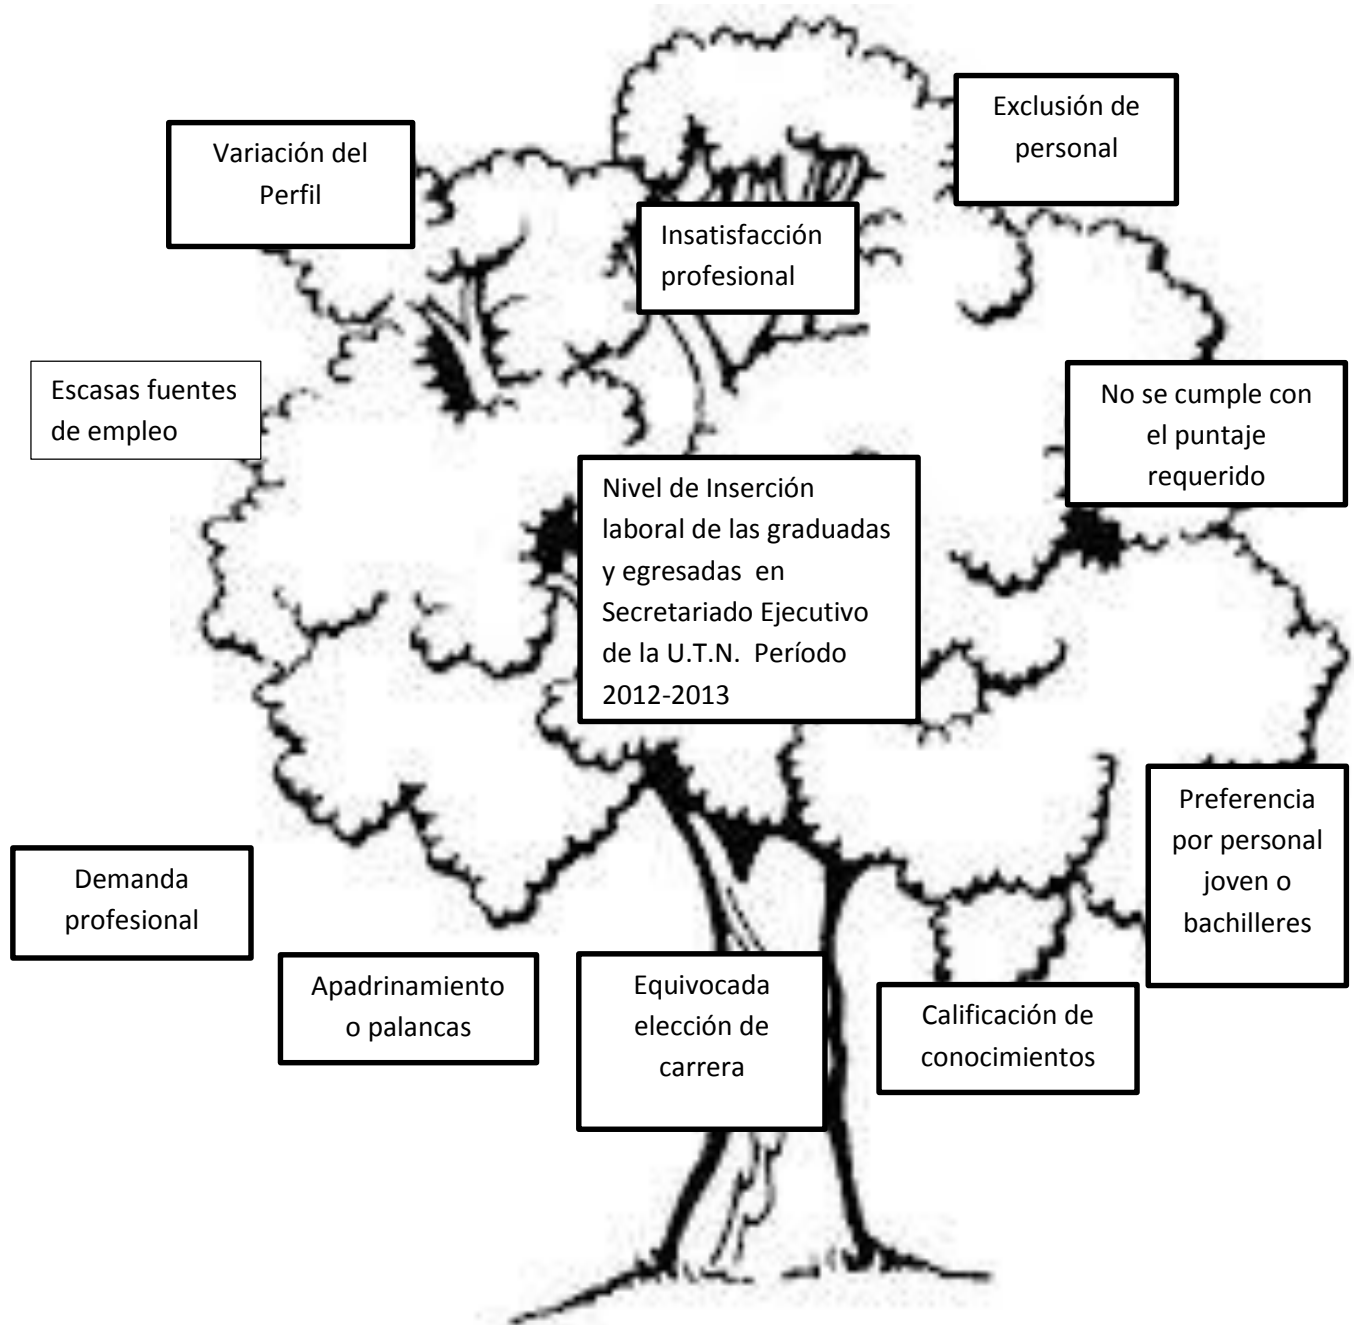 Exclusión de
personal
Variación del
Perfil
Insatisfacción
profesional
Escasas fuentes
de empleo
No se cumple con
el puntaje
requerido
Nivel de Inserción
laboral de las graduadas
y egresadas en
Secretariado Ejecutivo
de la U.T.N. Período
2012-2013
Preferencia
por personal
joven o
bachilleres
Demanda
profesional
Apadrinamiento
o palancas
Equivocada
elección de
carrera
Calificación de
conocimientos